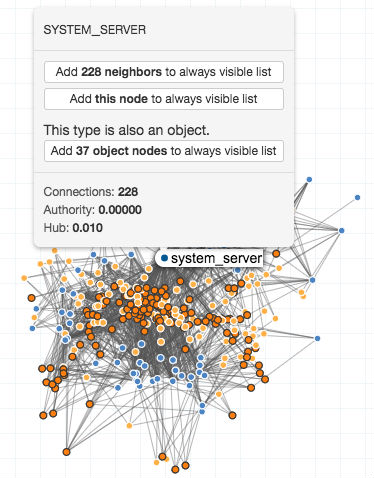 SYSTEM_SERVER
Add 228 neighbors to always visible list
Add this node to always visible list
This type is also an object.
Add 37 object nodes to always visible list
Connections: 228
Authority: 0.00000
Hub: 0.010
system_server